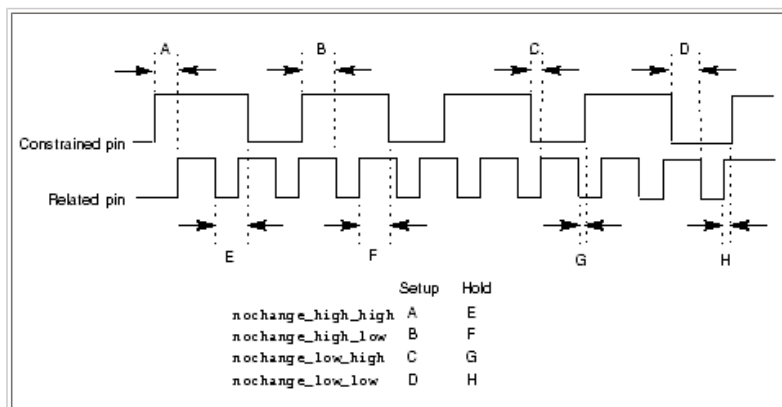 A B C D
Constrained pin
Related pin
E F G H
Setup Hold
nochange_high_high A E
nochange_high_low B F
nochange_low_high C G
nochange_low_low D H